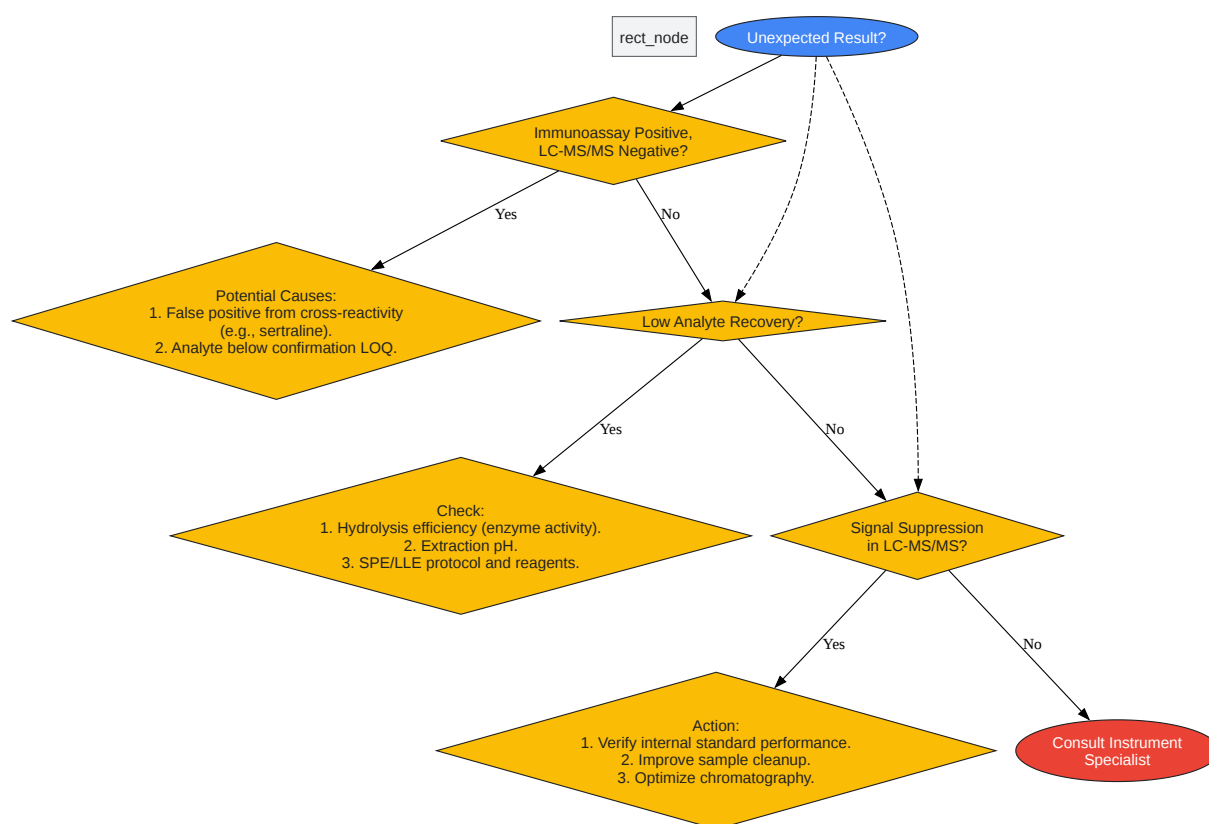 rect_node
Unexpected Result?
Immunoassay Positive,
LC-MS/MS Negative?
Yes
No
Potential Causes:
1. False positive from cross-reactivity
(e.g., sertraline).
2. Analyte below confirmation LOQ.
Low Analyte Recovery?
Yes
No
Check:
1. Hydrolysis efficiency (enzyme activity).
2. Extraction pH.
3. SPE/LLE protocol and reagents.
Signal Suppression
in LC-MS/MS?
Yes
No
Action:
1. Verify internal standard performance.
2. Improve sample cleanup.
3. Optimize chromatography.
Consult Instrument
Specialist